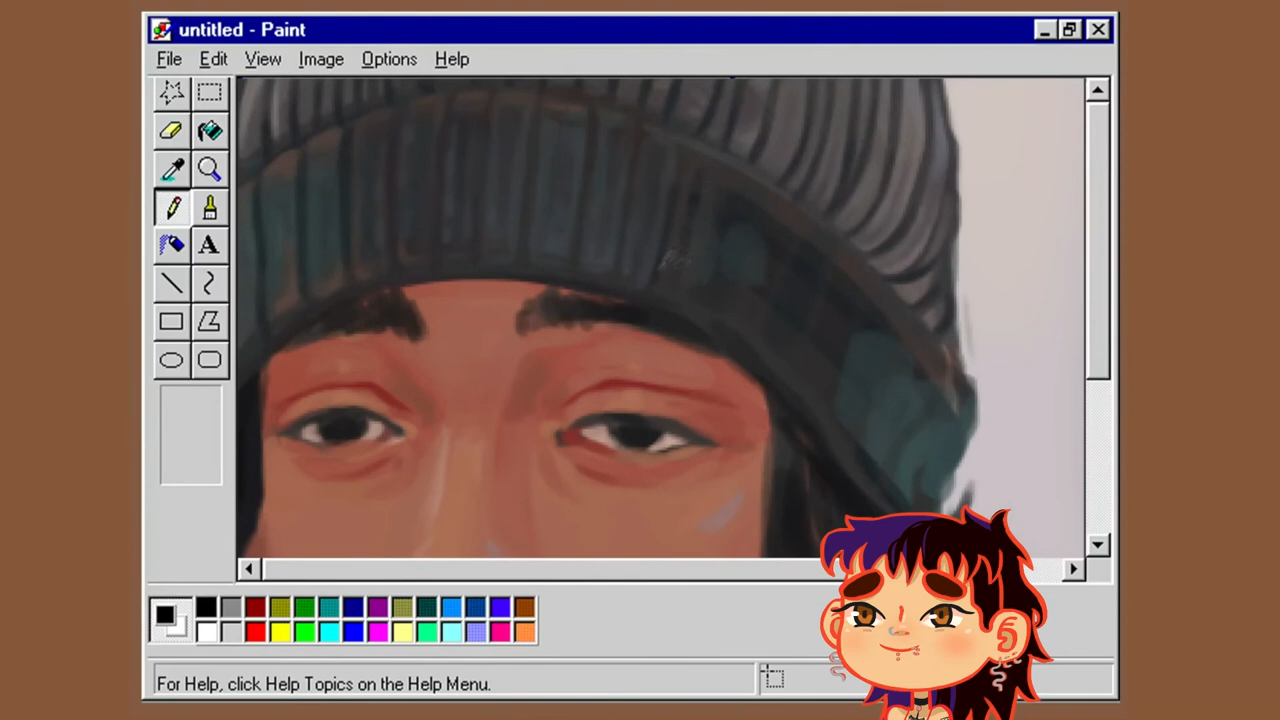 untitled - Paint
File Edit View Image Options Help
A
For Help, click Help Topics on the Help Menu.